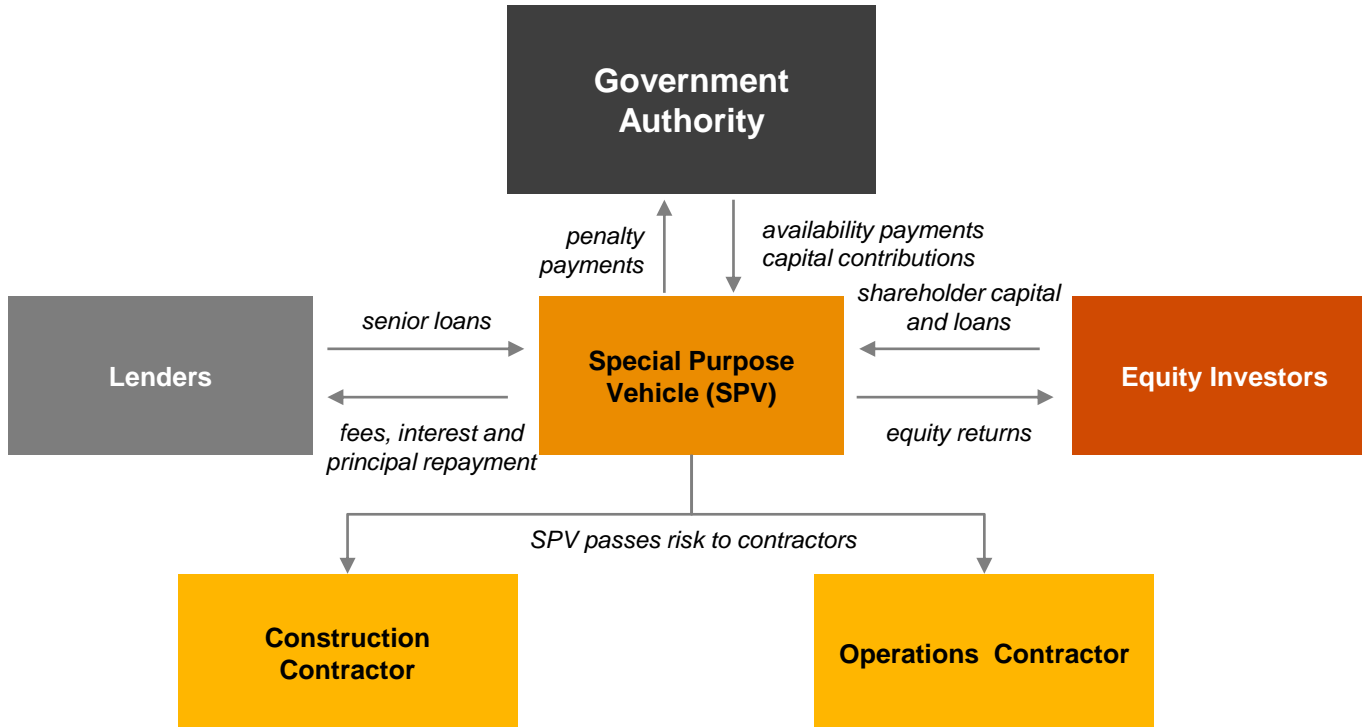 Government
Authority
penalty
payments
availability payments
capital contributions
Lenders
senior loans
fees, interest and
principal repayment
Special Purpose
Vehicle (SPV)
shareholder capital
and loans
equity returns
Equity Investors
SPV passes risk to contractors
Construction
Contractor
Operations Contractor